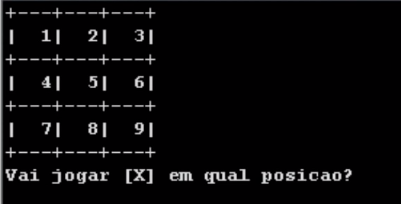 +---+---+---+
|  1|  2|  3|
+---+---+---+
|  4|  5|  6|
+---+---+---+
|  7|  8|  9|
+---+---+---+
Vai jogar [X] em qual posicao?